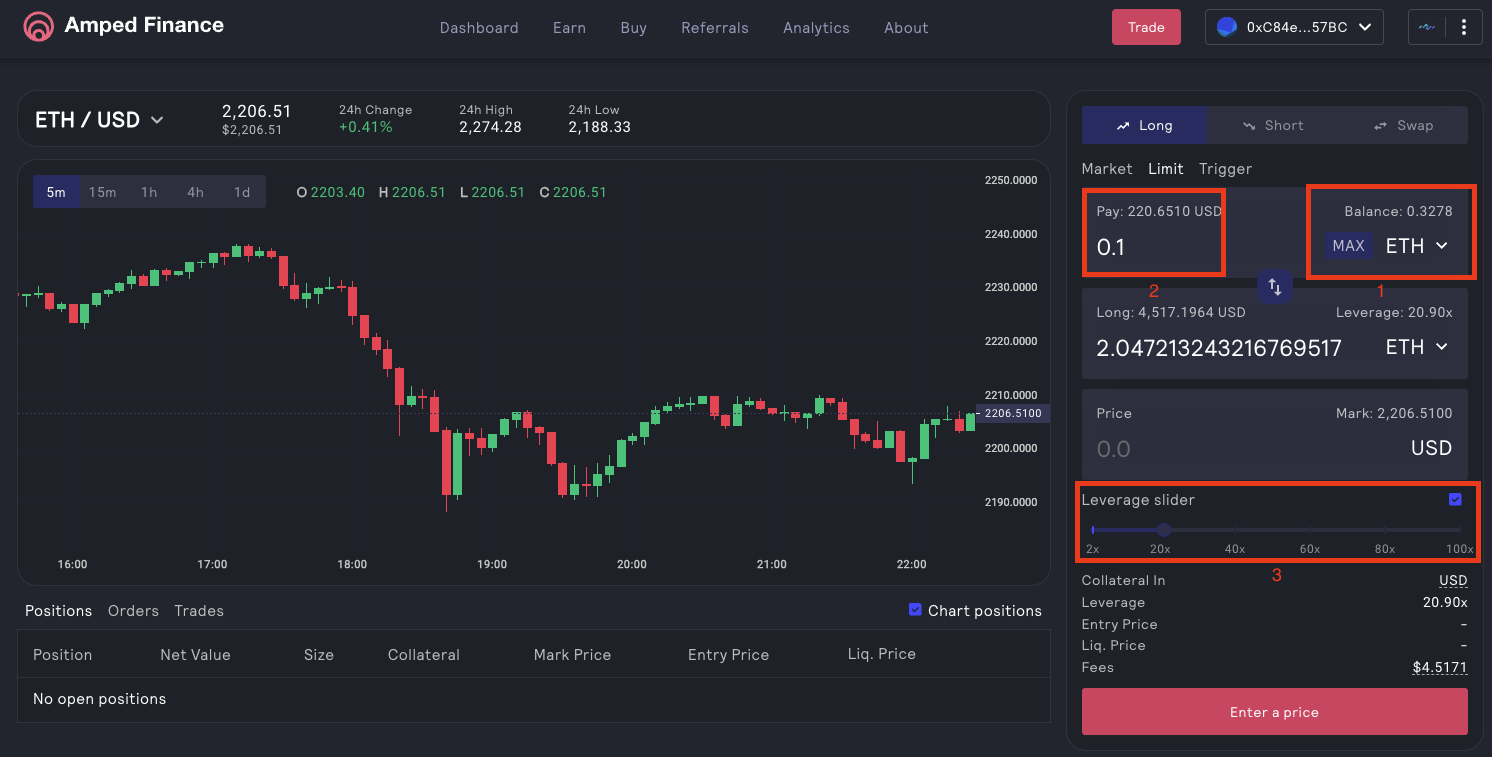 Amped Finance
Dashboard Earn Buy Referrals Analytics About
Trade 0xC84e...57BC
ETH / USD
2,206.51
$2,206.51
24h Change
+0.41%
24h High
2,274.28
24h Low
2,188.33
5m 15m 1h 4h 1d
O 2203.40 H 2206.51 L 2206.51 C 2206.51
2250.0000
2240.0000
2230.0000
2220.0000
2210.0000
2206.5100
2200.0000
2190.0000
16:00 17:00 18:00 19:00 20:00 21:00 22:00
Positions Orders Trades
Chart positions
Position Net Value Size Collateral Mark Price Entry Price Liq. Price
No open positions
Long Short Swap
Market Limit Trigger
Pay: 220.6510 USD Balance: 0.3278
0.1 MAX ETH
2 1
Long: 4,517.1964 USD Leverage: 20.90x
2.047213243216769517 ETH
Price Mark: 2,206.5100
0.0 USD
Leverage slider
2x 20x 40x 60x 80x 100x
3
Collateral In USD
Leverage 20.90x
Entry Price -
Liq. Price -
Fees $4.5171
Enter a price